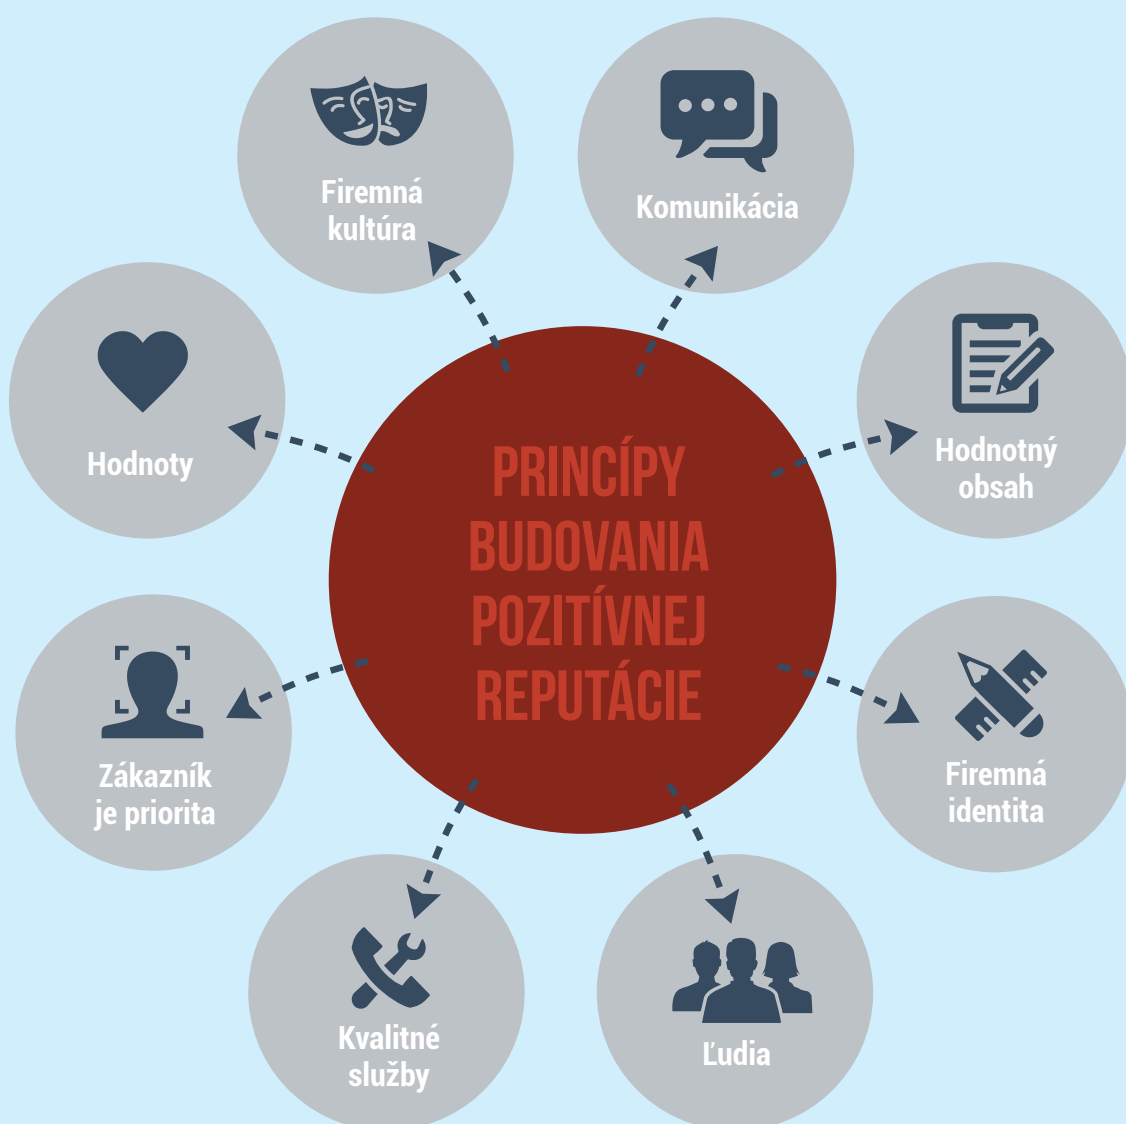 Firemná
kultúra
Komunikácia
Hodnoty
Hodnotný
obsah
PRINCÍPY
BUDOVANIA
POZITÍVNEJ
REPUTÁCIE
Zákazník
je priorita
Firemná
identita
Kvalitné
služby
Ľudia